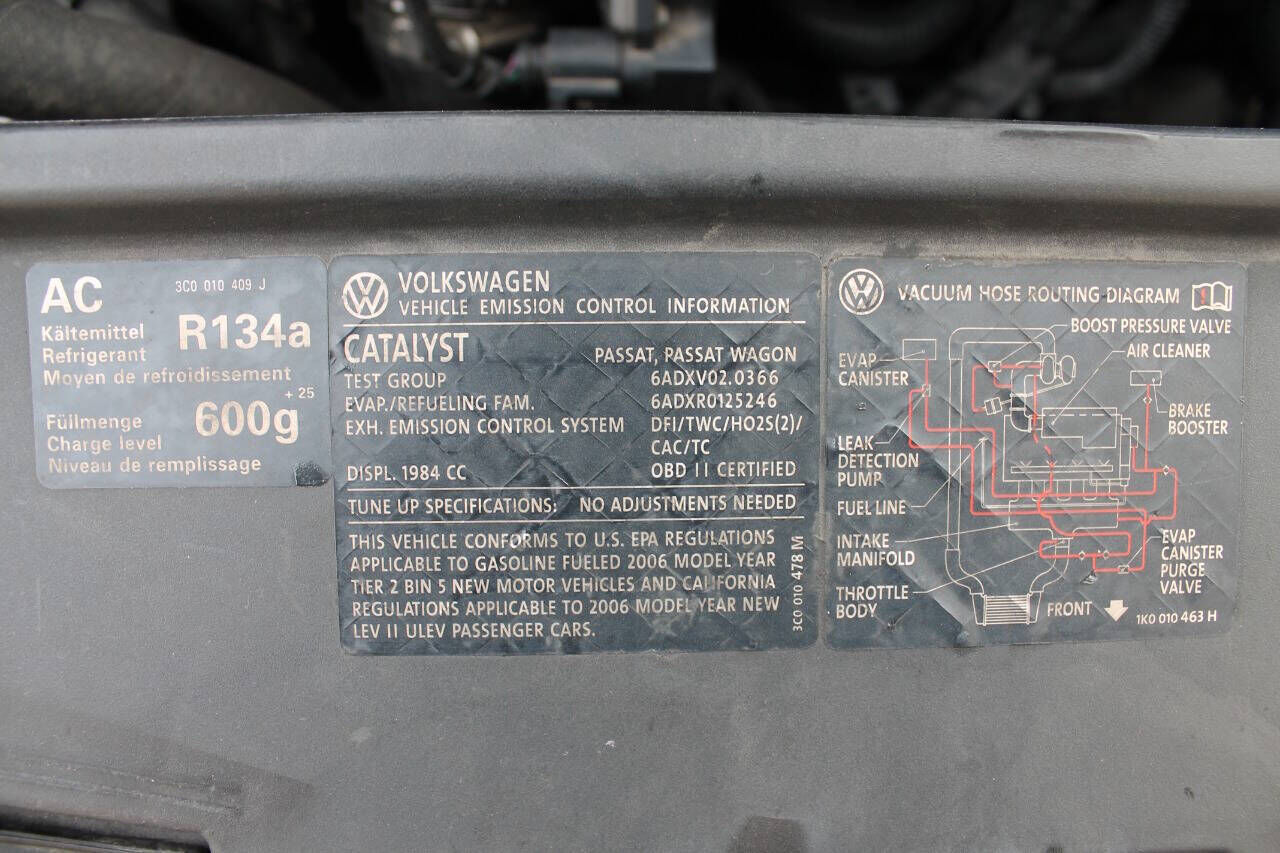 AC
3C0 010 409 J
Kältemittel
Refrigerant
R134a
Moyen de refroidissement
Füllmenge
Charge level
600g
+ 25
Niveau de remplissage
VOLKSWAGEN
VEHICLE EMISSION CONTROL INFORMATION
CATALYST
PASSAT, PASSAT WAGON
TEST GROUP 6ADXV02.0366
EVAP./REFUELING FAM. 6ADXR0125246
EXH. EMISSION CONTROL SYSTEM DFI/TWC/HO2S(2)/
CAC/TC
DISPL. 1984 CC OBD II CERTIFIED
TUNE UP SPECIFICATIONS: NO ADJUSTMENTS NEEDED
THIS VEHICLE CONFORMS TO U.S. EPA REGULATIONS
APPLICABLE TO GASOLINE FUELED 2006 MODEL YEAR
TIER 2 BIN 5 NEW MOTOR VEHICLES AND CALIFORNIA
REGULATIONS APPLICABLE TO 2006 MODEL YEAR NEW
LEV II ULEV PASSENGER CARS.
3C0 010 478 M
VACUUM HOSE ROUTING DIAGRAM
BOOST PRESSURE VALVE
AIR CLEANER
EVAP
CANISTER
BRAKE
BOOSTER
LEAK
DETECTION
PUMP
FUEL LINE
INTAKE
MANIFOLD
EVAP
CANISTER
PURGE
VALVE
THROTTLE
BODY
FRONT
1K0 010 463 H